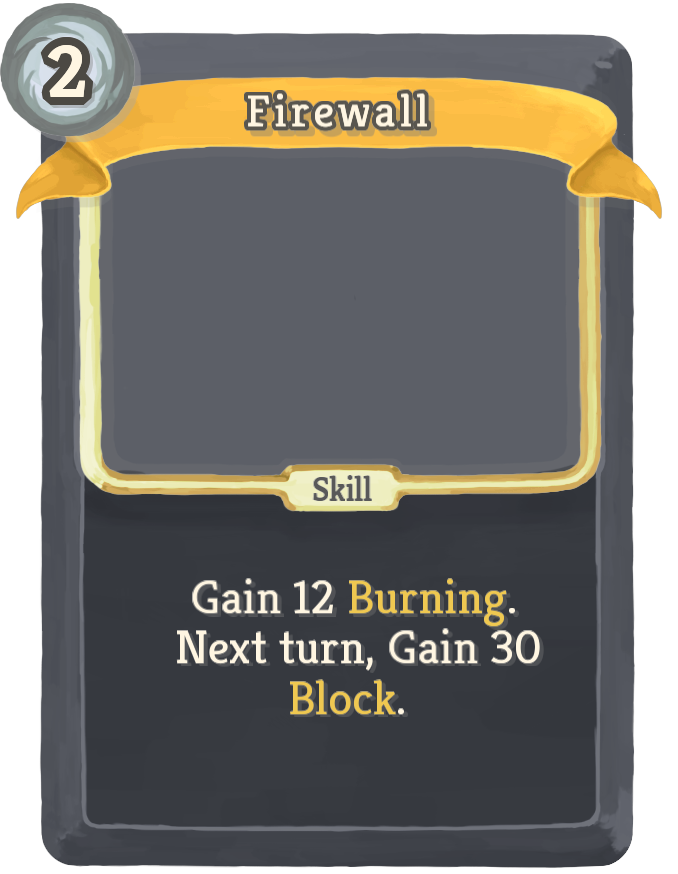 2
Firewall
Skill
Gain 12 Burning.
Next turn, Gain 30
Block.